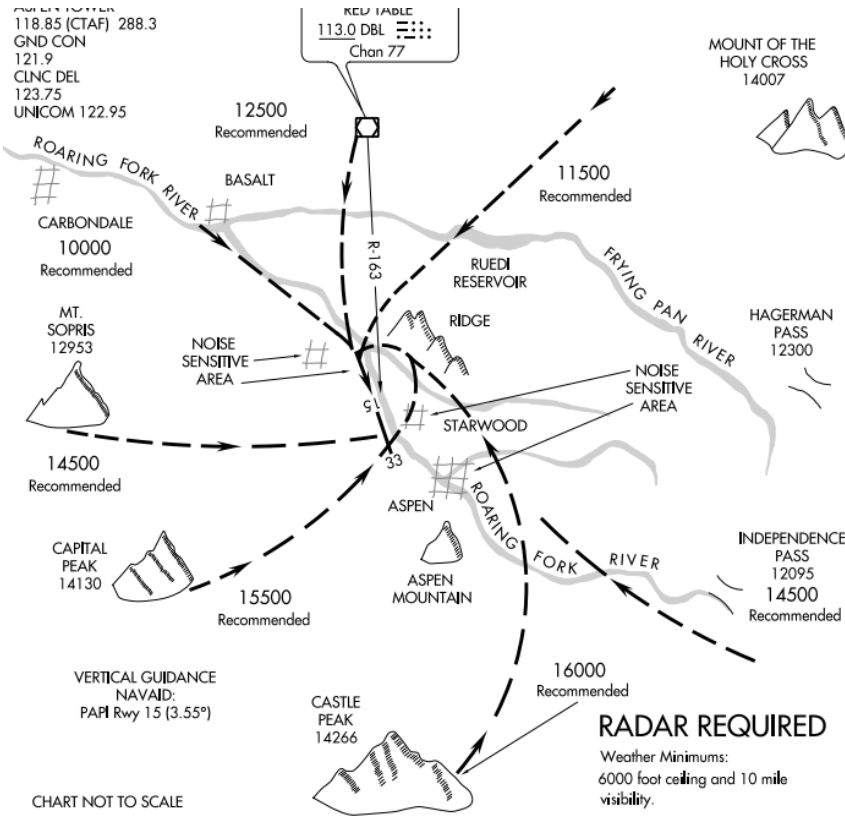 ASPEN TOWER
118.85 (CTAF) 288.3
GND CON
121.9
CLNC DEL
123.75
UNICOM 122.95
RED TABLE
113.0 DBL
Chan 77
MOUNT OF THE
HOLY CROSS
14007
12500
Recommended
11500
Recommended
ROARING FORK RIVER
BASALT
CARBONDALE
10000
Recommended
R-163
RUEDI
RESERVOIR
FRYING PAN RIVER
MT.
SOPRIS
12953
NOISE
SENSITIVE
AREA
RIDGE
HAGERMAN
PASS
12300
NOISE
SENSITIVE
AREA
15
STARWOOD
33
14500
Recommended
ASPEN
ROARING FORK RIVER
CAPITAL
PEAK
14130
ASPEN
MOUNTAIN
INDEPENDENCE
PASS
12095
14500
Recommended
15500
Recommended
VERTICAL GUIDANCE
NAVAID:
PAPI Rwy 15 (3.55°)
CASTLE
PEAK
14266
16000
Recommended
RADAR REQUIRED
Weather Minimums:
6000 foot ceiling and 10 mile
visibility.
CHART NOT TO SCALE